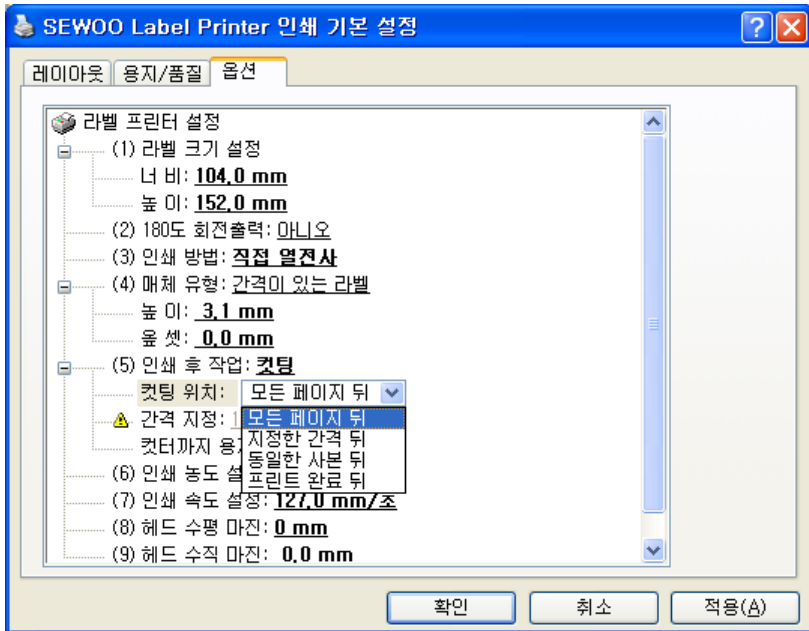 SEWOO Label Printer 인쇄 기본 설정
레이아웃 용지/품질 옵션
라벨 프린터 설정
(1) 라벨 크기 설정
너 비: 104.0 mm
높 이: 152.0 mm
(2) 180도 회전출력: 아니오
(3) 인쇄 방법: 직접 열전사
(4) 매체 유형: 간격이 있는 라벨
높 이: 3.1 mm
옾 셋: 0.0 mm
(5) 인쇄 후 작업: 컷팅
컷팅 위치: 모든 페이지 뒤
간격 지정: 1
모든 페이지 뒤
지정한 간격 뒤
동일한 사본 뒤
프린트 완료 뒤
컷터까지
(6) 인쇄 농도
(7) 인쇄 속도 설정: 127.0 mm/초
(8) 헤드 수평 마진: 0 mm
(9) 헤드 수직 마진: 0.0 mm
확인 취소 적용(A)